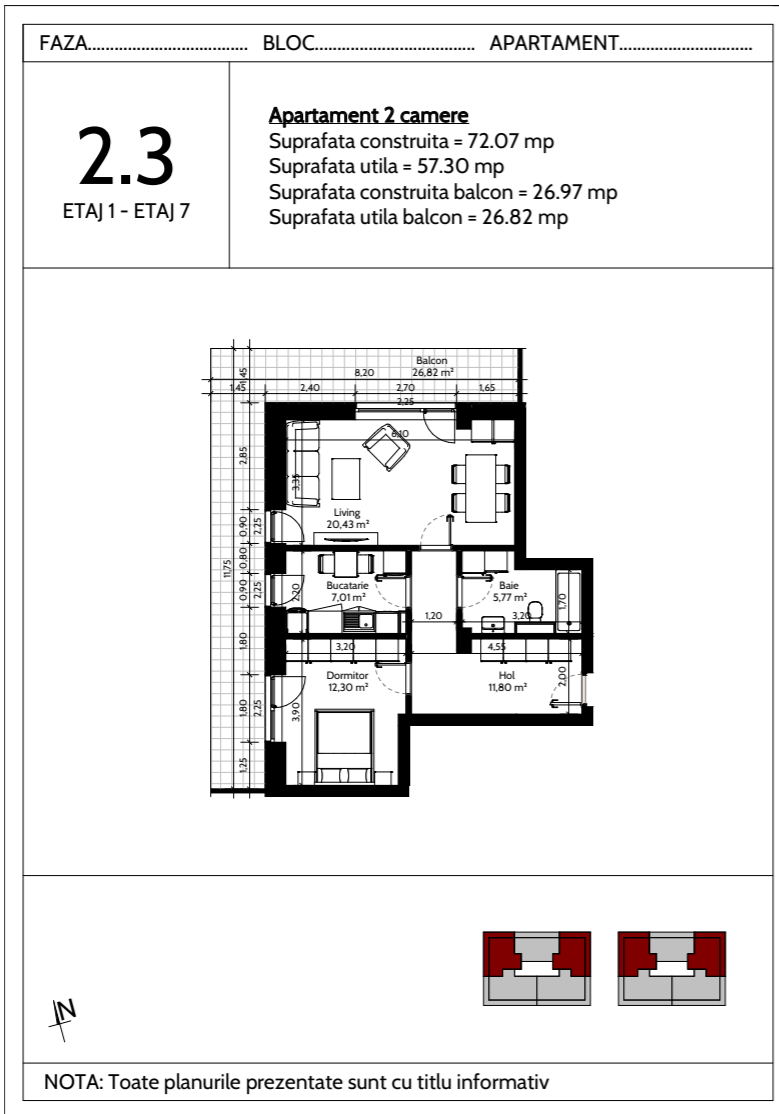 FAZA.................................. BLOC.................................. APARTAMENT............................
2.3
ETAJ 1 - ETAJ 7
Apartament 2 camere
Suprafata construita = 72.07 mp
Suprafata utila = 57.30 mp
Suprafata construita balcon = 26.97 mp
Suprafata utila balcon = 26.82 mp
Balcon
26,82 m²
8,20
1,45
1,45
2,40
2,70
1,65
2,25
6,10
2,85
3,35
Living
20,43 m²
0,90
2,25
0,80
11,75
0,90
2,25
2,20
Bucatarie
7,01 m²
Baie
5,77 m²
1,70
1,20
3,20
1,80
3,20
4,55
Dormitor
12,30 m²
Hol
11,80 m²
2,00
1,80
2,25
3,90
1,25
N
NOTA: Toate planurile prezentate sunt cu titlu informativ